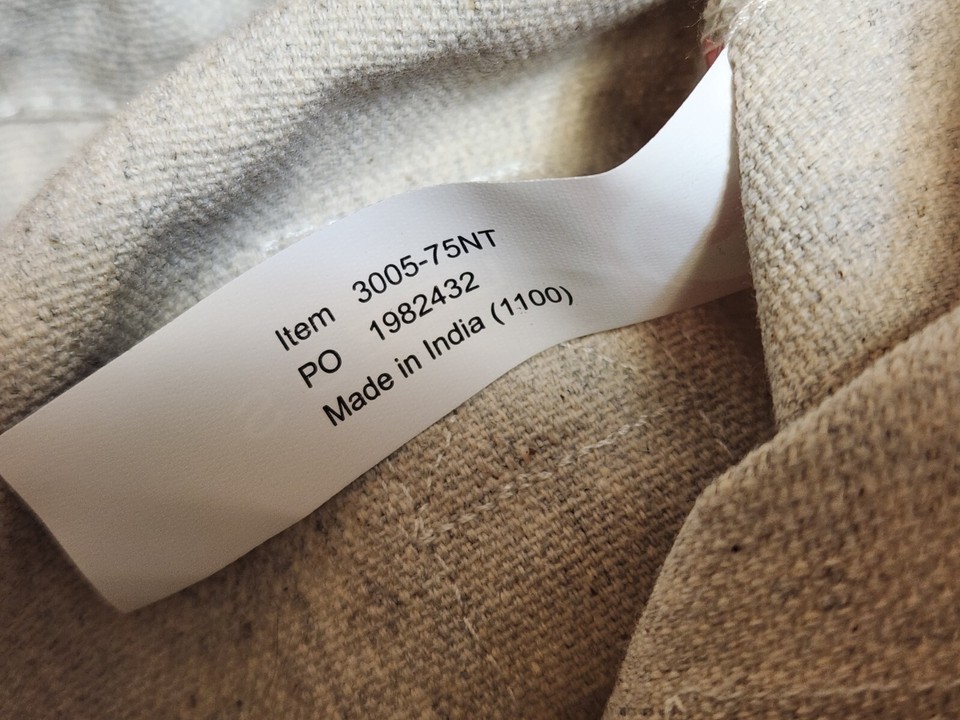 Item 3005-75NT
PO 1982432
Made in India (1100)